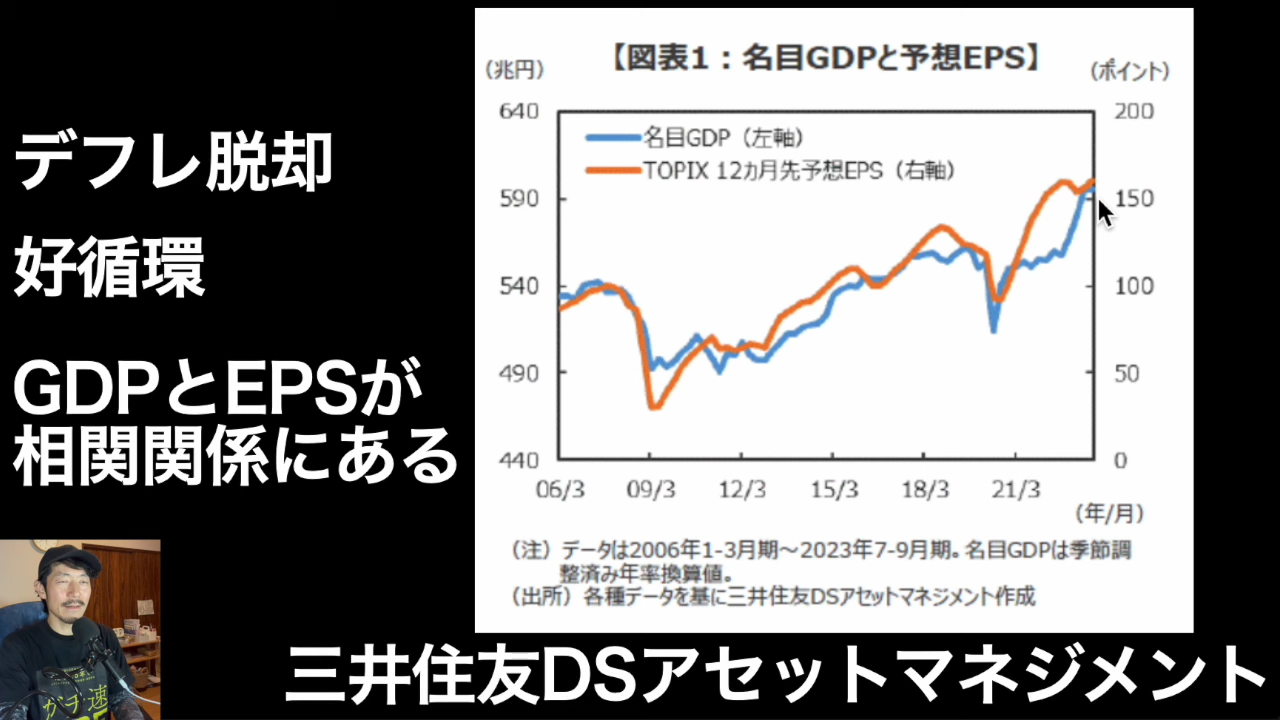 デフレ脱却
好循環
GDPとEPSが
相関関係にある
【図表1：名目GDPと予想EPS】
（兆円）
（ポイント）
名目GDP（左軸）
TOPIX 12ヵ月先予想EPS（右軸）
640
590
540
490
440
200
150
100
50
0
06/3 09/3 12/3 15/3 18/3 21/3
（年/月）
（注）データは2006年1-3月期～2023年7-9月期。名目GDPは季節調
整済み年率換算値。
（出所）各種データを基に三井住友DSアセットマネジメント作成
三井住友DSアセットマネジメント
ガチ速